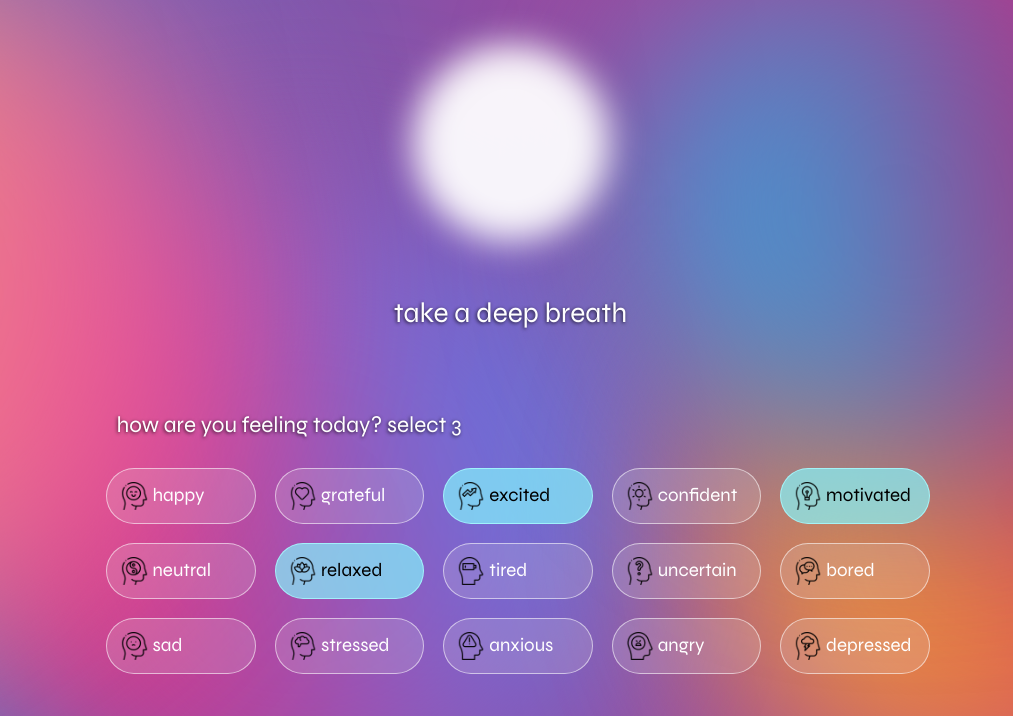 take a deep breath
how are you feeling today? select 3
happy grateful excited confident motivated
neutral relaxed tired uncertain bored
sad stressed anxious angry depressed